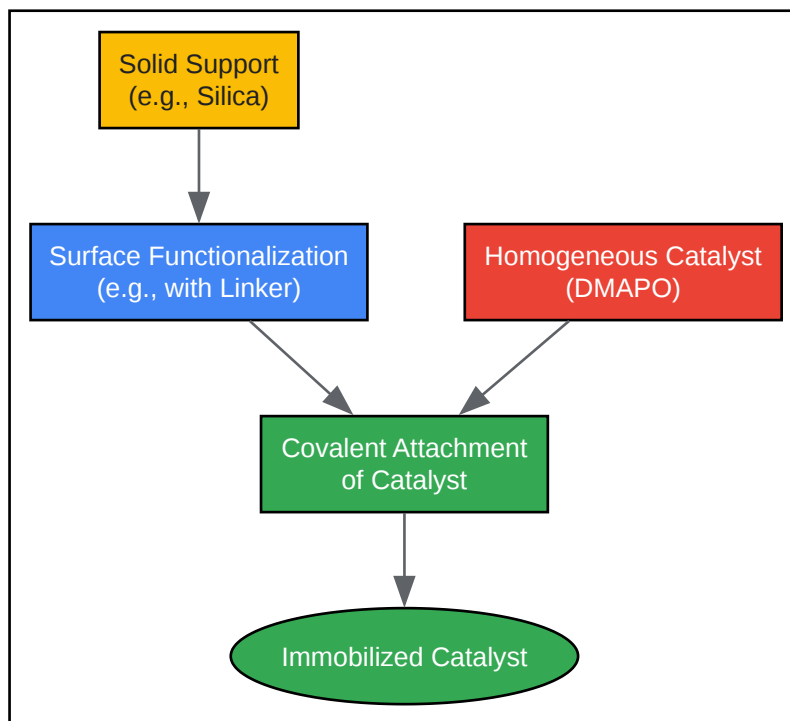 Solid Support
(e.g., Silica)
Surface Functionalization
(e.g., with Linker)
Homogeneous Catalyst
(DMAPO)
Covalent Attachment
of Catalyst
Immobilized Catalyst